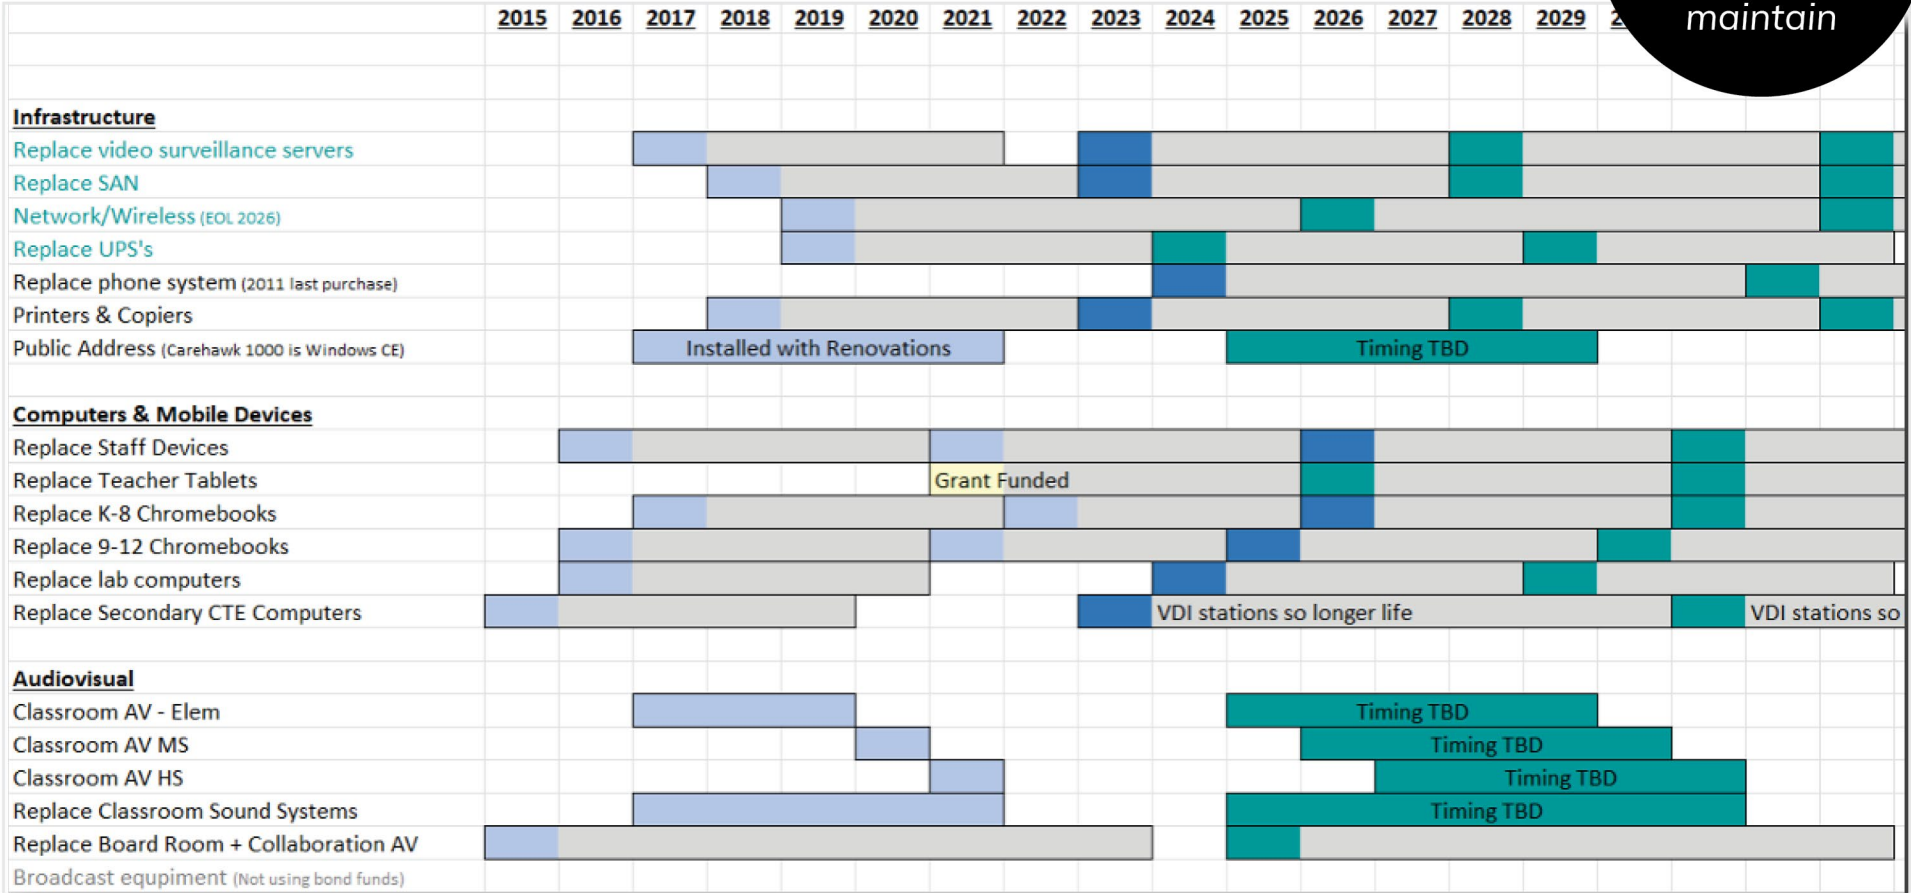 maintain
2015 2016 2017 2018 2019 2020 2021 2022 2023 2024 2025 2026 2027 2028 2029
Infrastructure
Replace video surveillance servers
Replace SAN
Network/Wireless (EOL 2026)
Replace UPS's
Replace phone system (2011 last purchase)
Printers & Copiers
Public Address (Carehawk 1000 is Windows CE) Installed with Renovations Timing TBD
Computers & Mobile Devices
Replace Staff Devices
Replace Teacher Tablets Grant Funded
Replace K-8 Chromebooks
Replace 9-12 Chromebooks
Replace lab computers
Replace Secondary CTE Computers VDI stations so longer life VDI stations so
Audiovisual
Classroom AV - Elem Timing TBD
Classroom AV MS Timing TBD
Classroom AV HS Timing TBD
Replace Classroom Sound Systems Timing TBD
Replace Board Room + Collaboration AV
Broadcast equpiment (Not using bond funds)